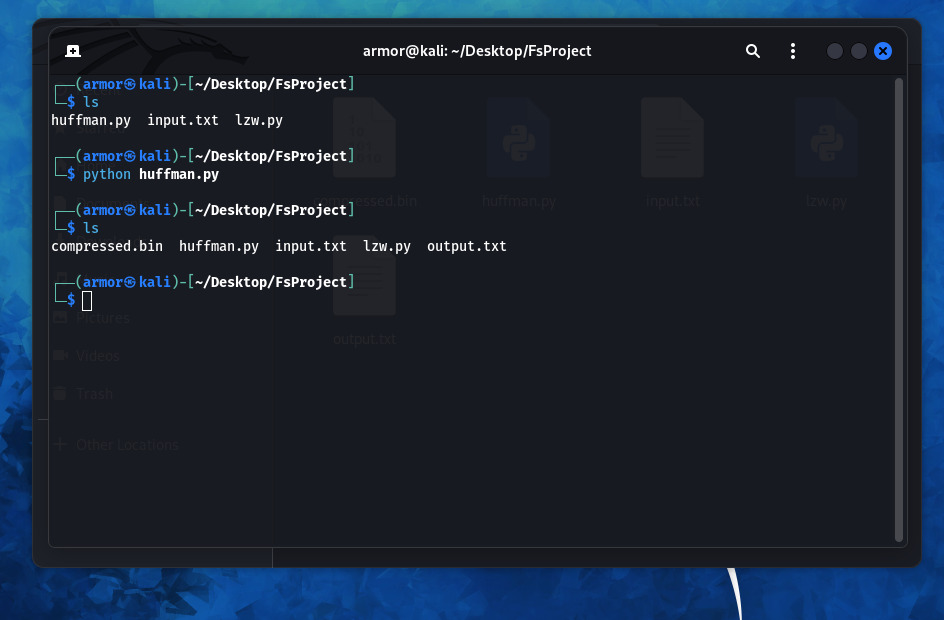 armor@kali: ~/Desktop/FsProject
┌──(armor㉿kali)-[~/Desktop/FsProject]
└─$ ls
huffman.py  input.txt  lzw.py
┌──(armor㉿kali)-[~/Desktop/FsProject]
└─$ python huffman.py
┌──(armor㉿kali)-[~/Desktop/FsProject]
└─$ ls
compressed.bin  huffman.py  input.txt  lzw.py  output.txt
┌──(armor㉿kali)-[~/Desktop/FsProject]
└─$
compressed.bin
huffman.py
input.txt
lzw.py
output.txt
Pictures
Videos
Trash
Other Locations